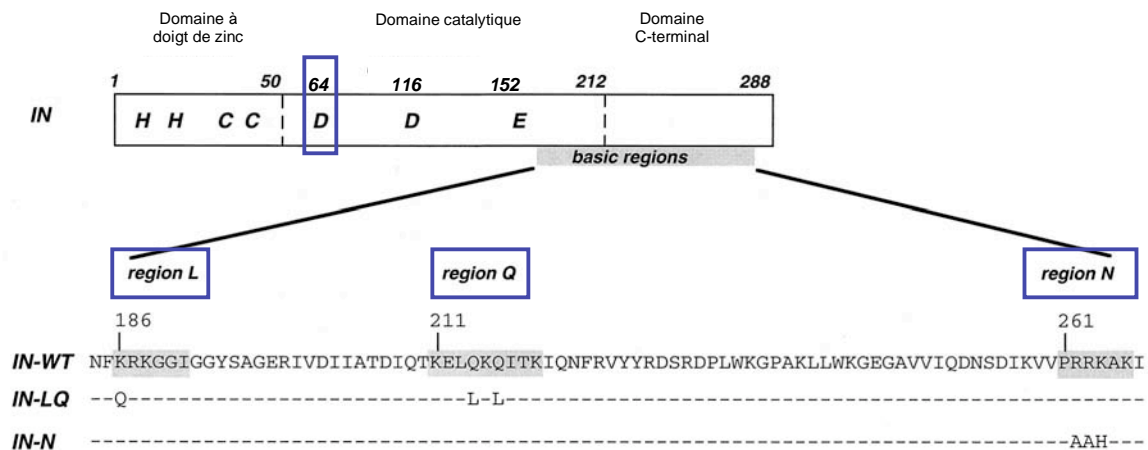 Domaine à
doigt de zinc
Domaine catalytique
Domaine
C-terminal
1 50 64 116 152 212 288
IN H H C C D D E
basic regions
region L region Q region N
186 211 261
IN-WT NFKRKGGIGGYSAGERIVDIIATDIQTKELQKQITKIQNFRVYYRDSRDPLWKGPAKLLWKGEGAVVIQDNSDIKVVPRRKAKI
IN-LQ --Q-----------------------------L-L---------------------------------------------------
IN-N ------------------------------------------------------------------------------AAH---